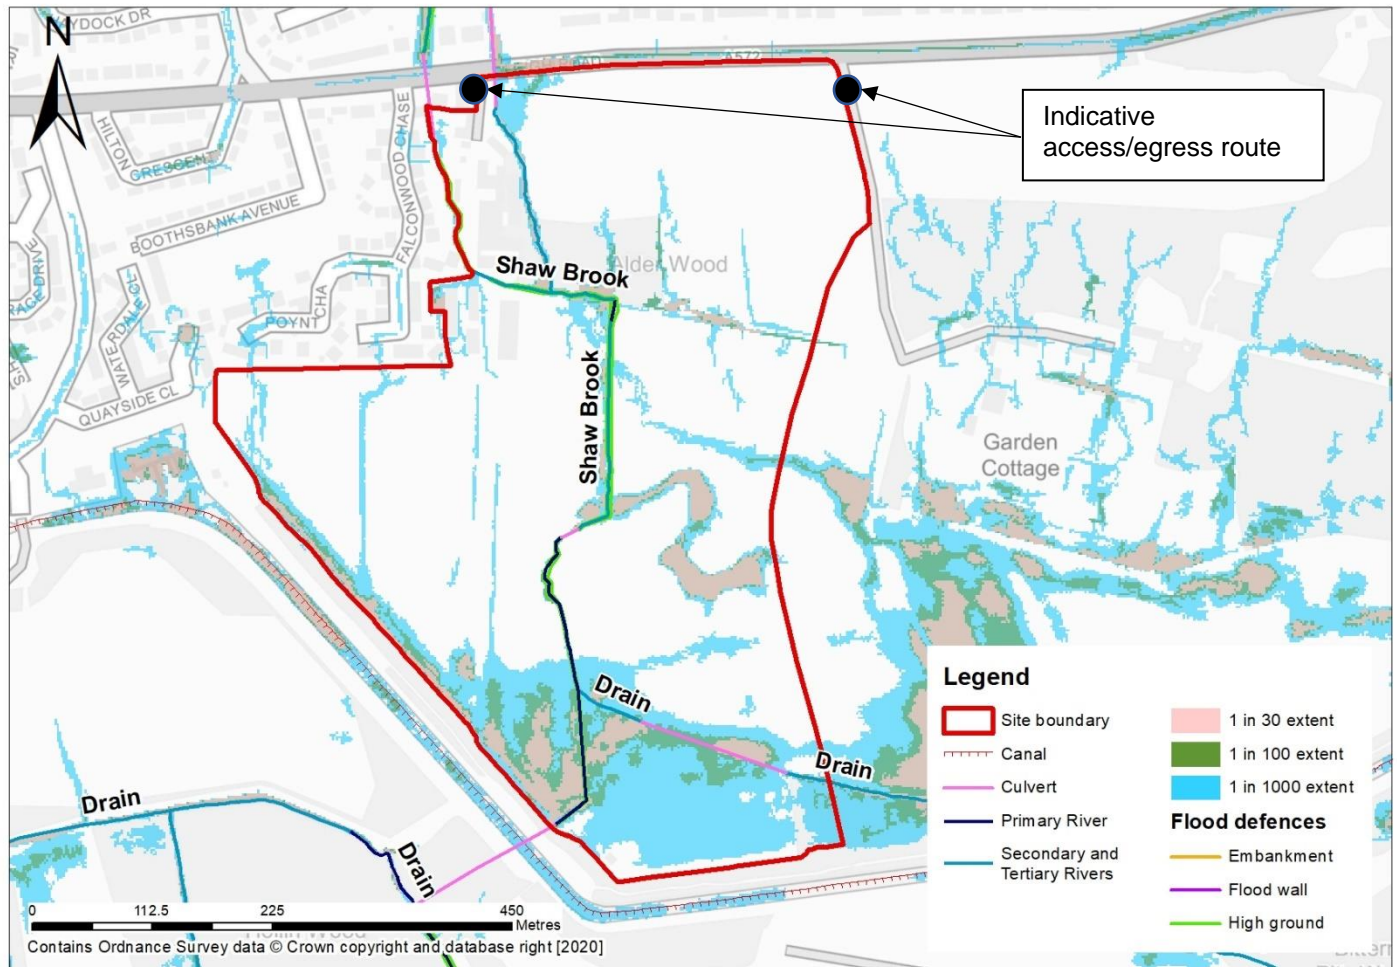 YDOCK DR
N
A572
Indicative
access/egress route
HILTON
CRESCENT
FALCONWOOD CHASE
BOOTHSBANK AVENUE
Shaw Brook
Alder Wood
WATERDALE CL
POYNT
CHA
QUAYSIDE CL
Shaw Brook
Garden
Cottage
Drain
Drain
Drain
Drain
Legend
Site boundary
Canal
Culvert
Primary River
Secondary and
Tertiary Rivers
1 in 30 extent
1 in 100 extent
1 in 1000 extent
Flood defences
Embankment
Flood wall
High ground
0 112.5 225 450
Metres
Contains Ordnance Survey data © Crown copyright and database right [2020]